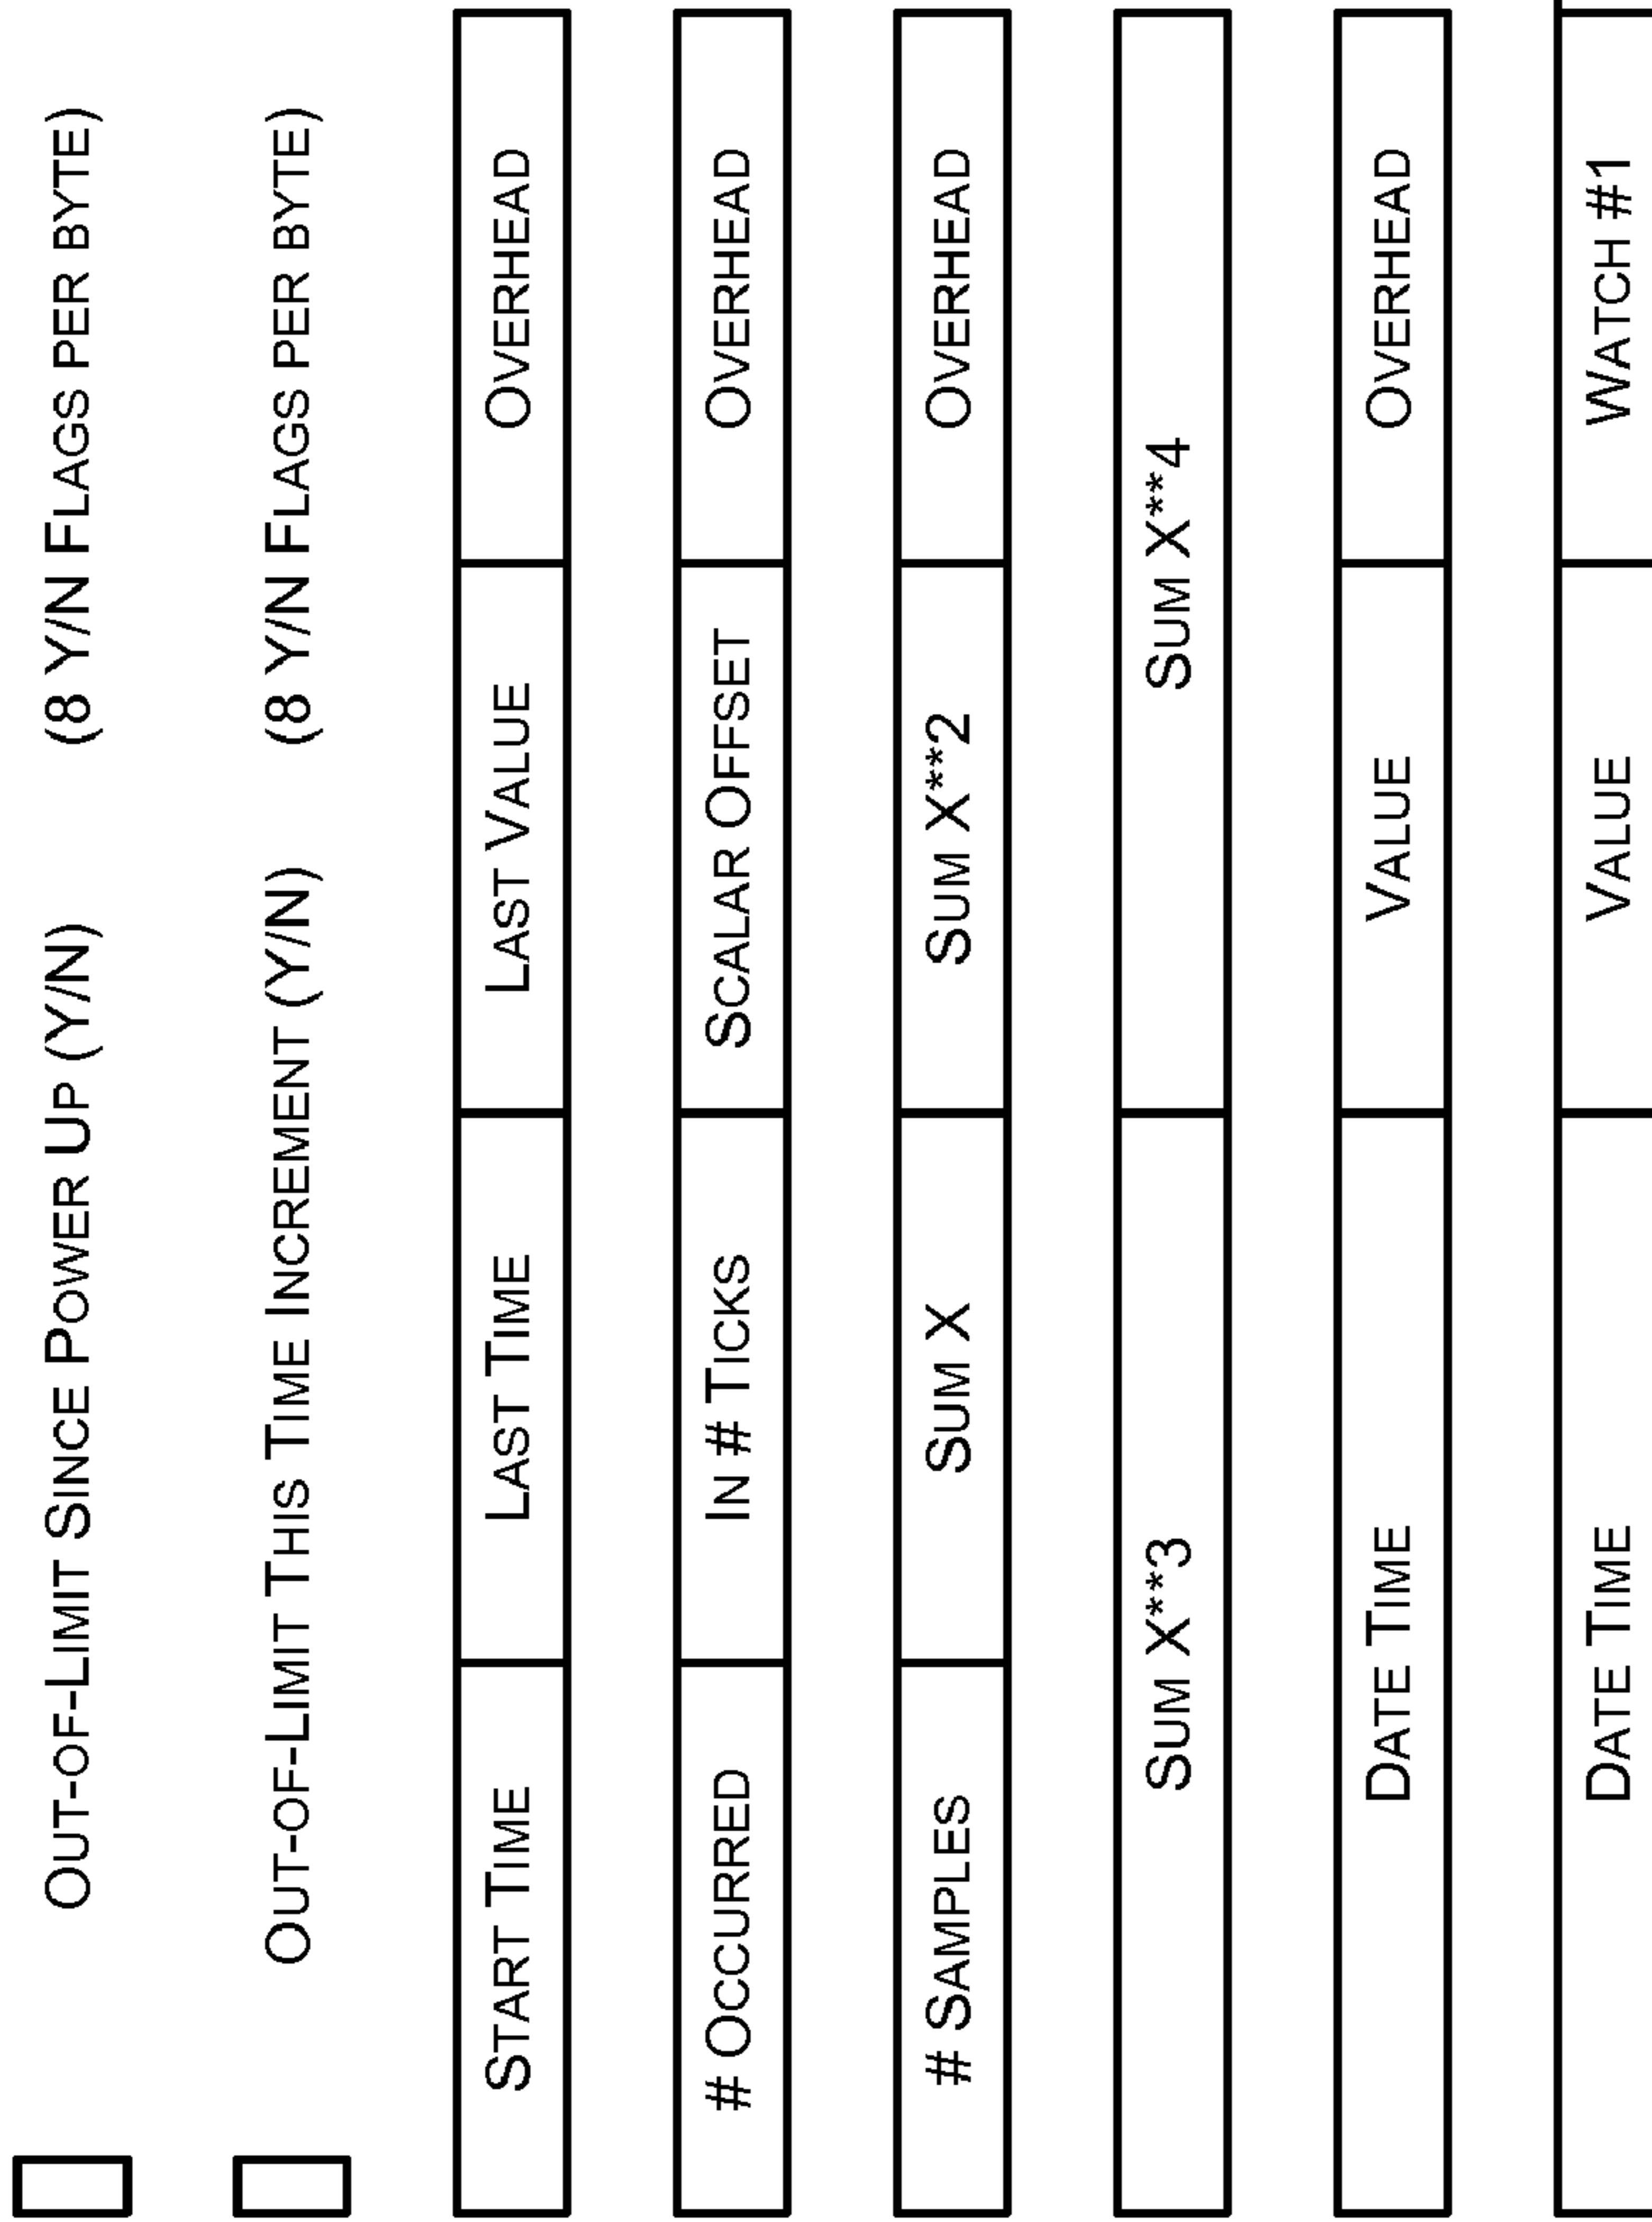 OUT-OF-LIMIT SINCE POWER UP (Y/N) (8 Y/N FLAGS PER BYTE)
OUT-OF-LIMIT THIS TIME INCREMENT (Y/N) (8 Y/N FLAGS PER BYTE)
START TIME LAST TIME LAST VALUE OVERHEAD
# OCCURRED IN # TICKS SCALAR OFFSET OVERHEAD
# SAMPLES SUM X SUM X**2 OVERHEAD
SUM X**3 SUM X**4
DATE TIME VALUE OVERHEAD
DATE TIME VALUE WATCH #1